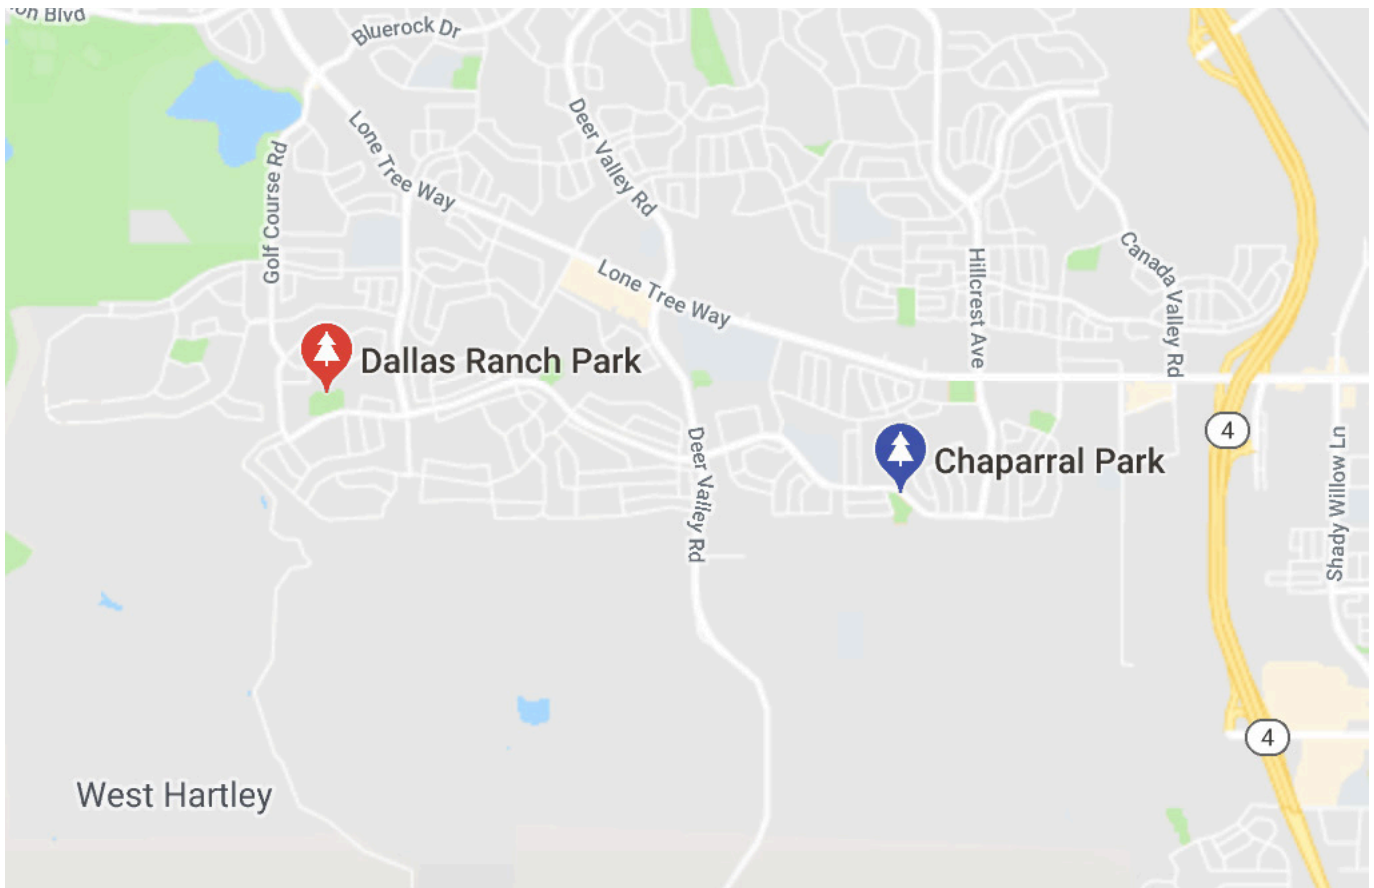 Blvd
Bluerock Dr
Lone Tree Way
Deer Valley Rd
Golf Course Rd
Lone Tree Way
Hillcrest Ave
Canada Valley Rd
Dallas Ranch Park
Deer Valley Rd
Chaparral Park
4
Shady Willow Ln
4
West Hartley